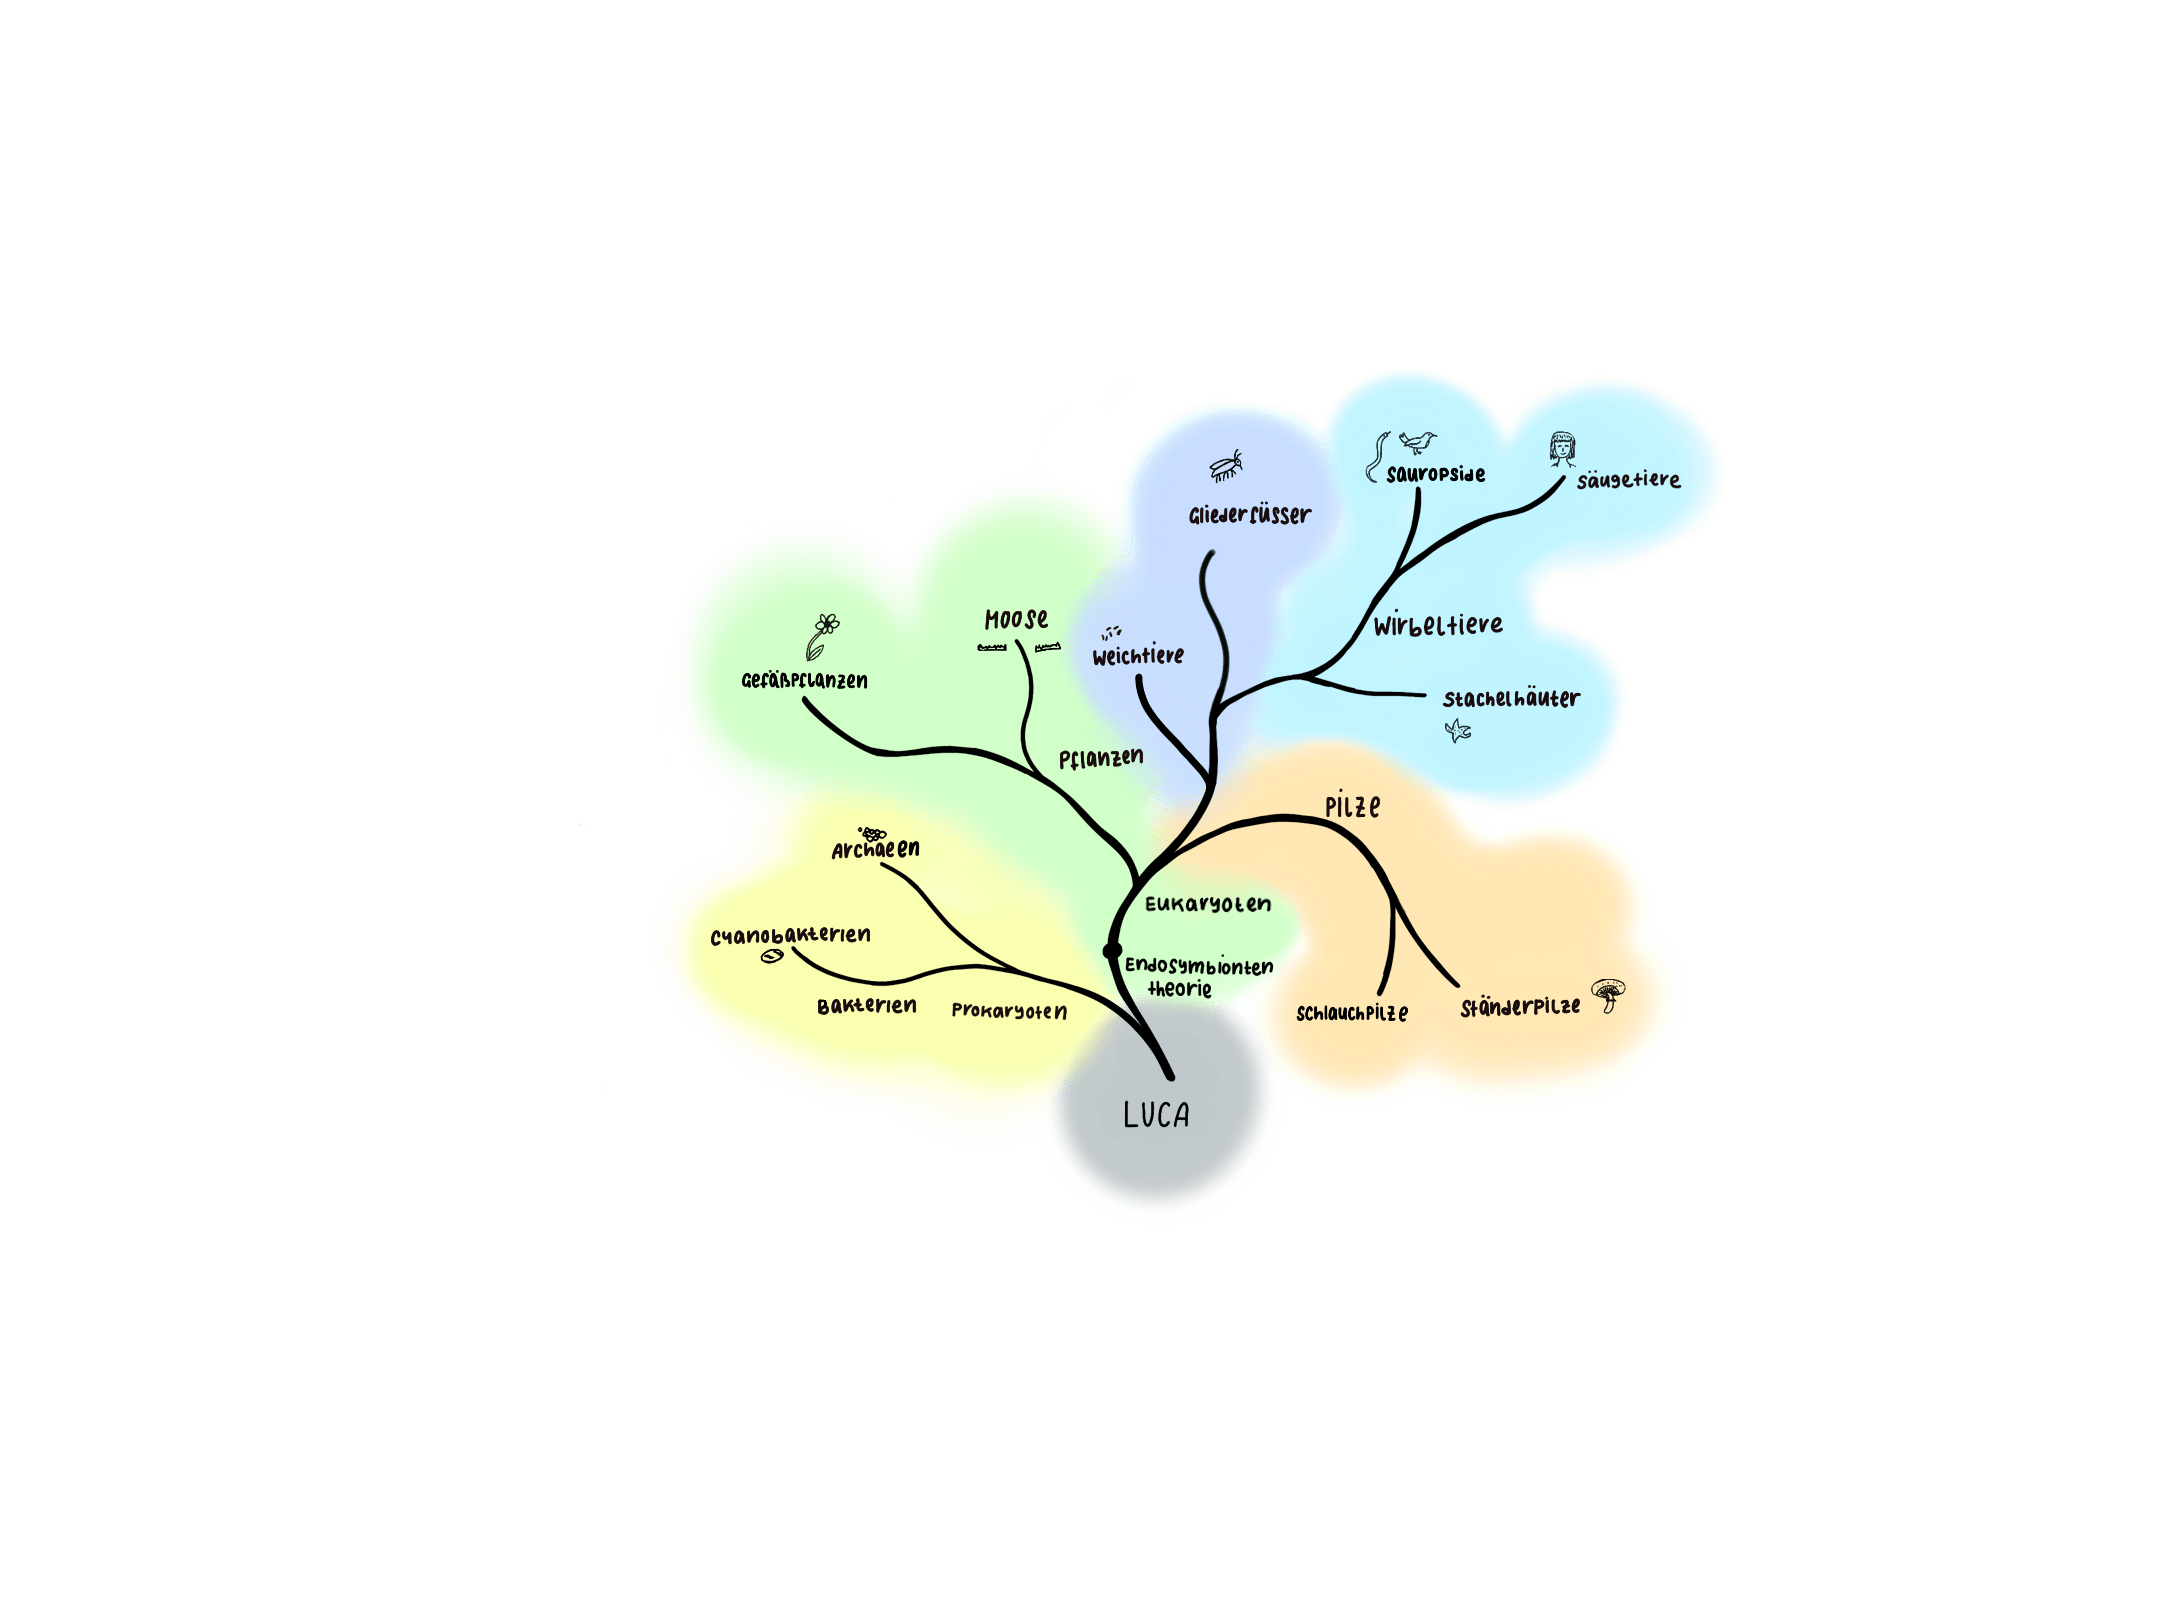 Sauropside
Säugetiere
Gliederfüsser
Moose
Wirbeltiere
Weichtiere
Gefäßpflanzen
Stachelhäuter
Pflanzen
Pilze
Archaeen
Eukaryoten
Cyanobakterien
Endosymbionten
theorie
Bakterien
Prokaryoten
Schlauchpilze
Ständerpilze
LUCA